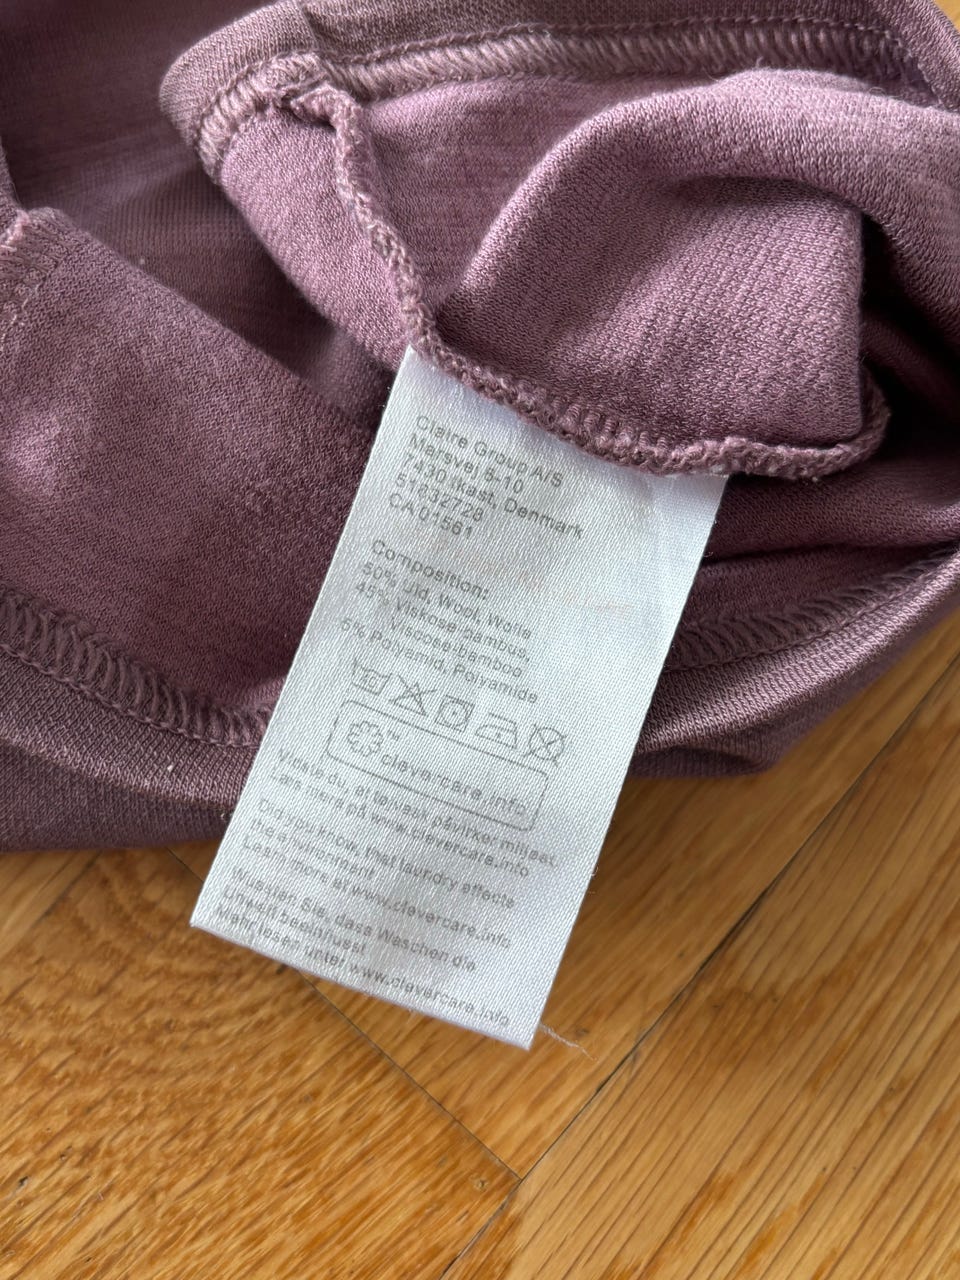 Claire Group A/S
Marsvej 8-10
7430 Ikast, Denmark
51632728
CA 01561
Composition:
50% Uld, Wool, Wolle
45% Viskose bambus,
Viscose bamboo
5% Polyamid, Polyamide
™
clevercare.info
Vidste du, at tøjvask påvirker miljøet
Læs mere på www.clevercare.info
Did you know, that laundry effects
the environment
Learn more at www.clevercare.info
Wussten Sie, dass Waschen die
Umwelt beeinflusst
Mehr lesen unter www.clevercare.info